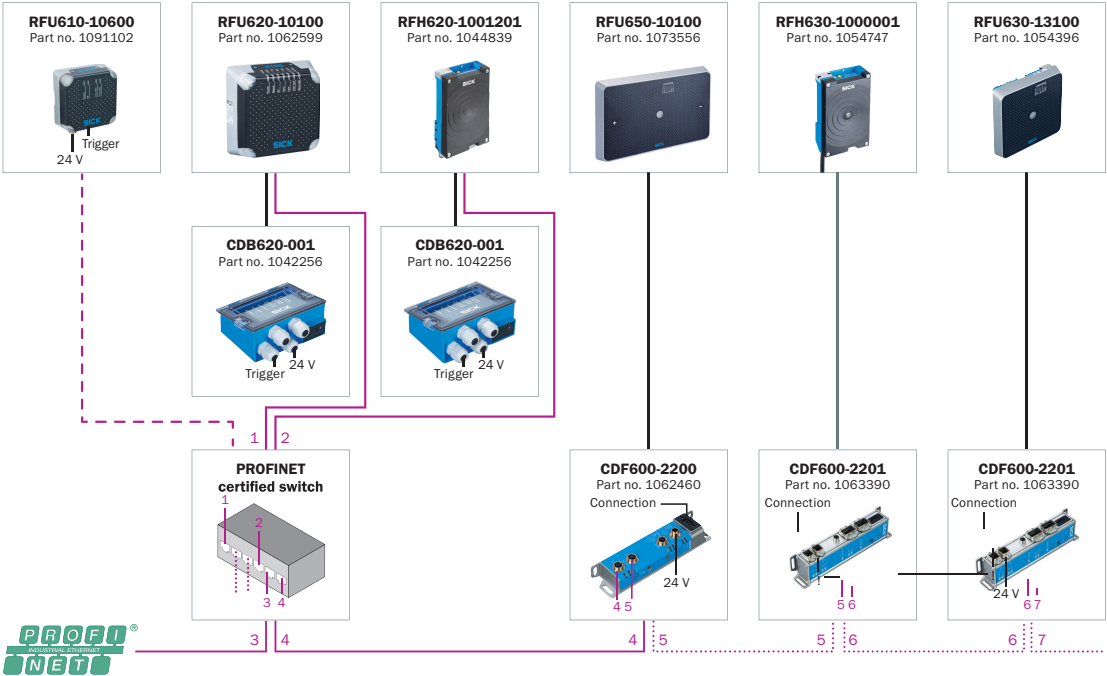 RFU610-10600
Part no. 1091102
SICK
Trigger
24 V
RFU620-10100
Part no. 1062599
SICK
RFH620-1001201
Part no. 1044839
SICK
RFU650-10100
Part no. 1073556
RFH630-1000001
Part no. 1054747
SICK
RFU630-13100
Part no. 1054396
CDB620-001
Part no. 1042256
SICK
24 V
Trigger
CDB620-001
Part no. 1042256
SICK
24 V
Trigger
1 2
PROFINET
certified switch
1
2
3 4
CDF600-2200
Part no. 1062460
Connection
24 V
4 5
CDF600-2201
Part no. 1063390
Connection
5 6
CDF600-2201
Part no. 1063390
Connection
24 V
6 7
PROFI
INDUSTRIAL ETHERNET
NET
®
3 4
4 5
5 6
6 7